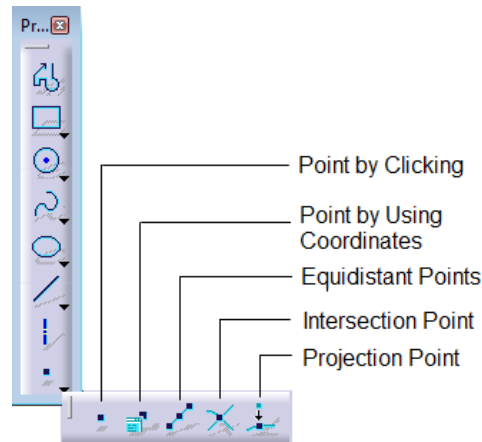 Pr...
Point by Clicking
Point by Using
Coordinates
Equidistant Points
Intersection Point
Projection Point